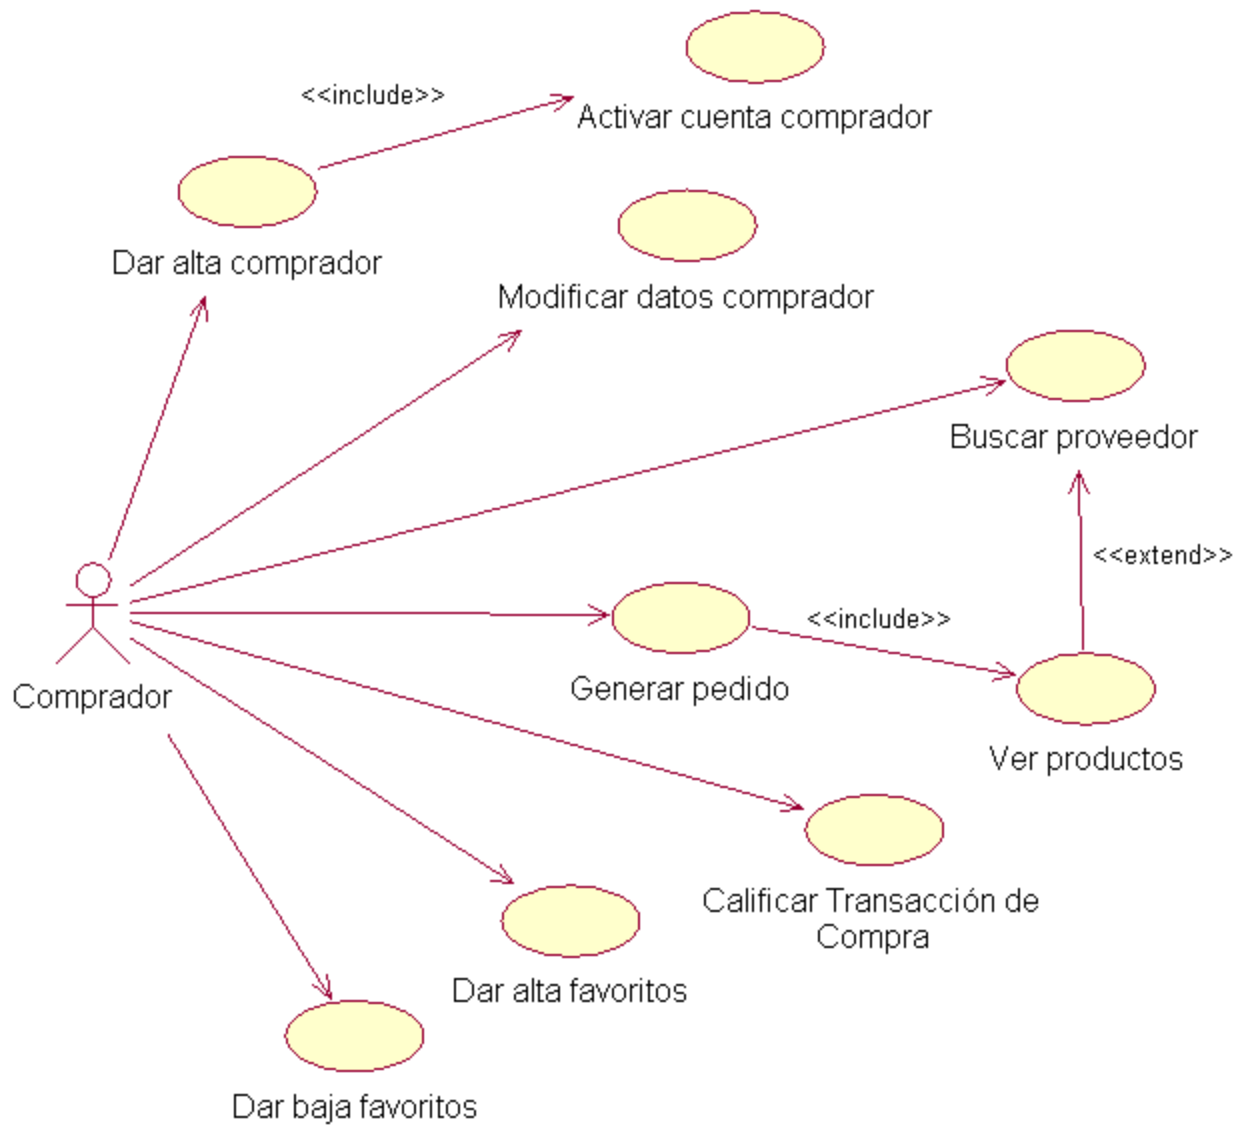 <<include>>
Activar cuenta comprador
Dar alta comprador
Modificar datos comprador
Buscar proveedor
<<extend>>
<<include>>
Generar pedido
Comprador
Ver productos
Calificar Transacción de
Compra
Dar alta favoritos
Dar baja favoritos